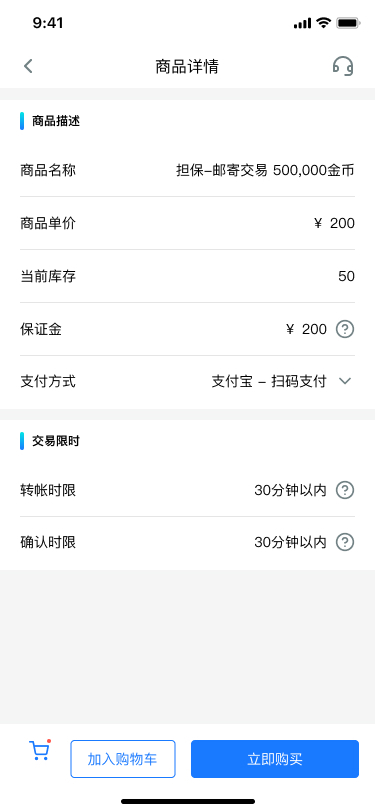 9:41
商品详情
商品描述
商品名称 担保-邮寄交易 500,000金币
商品单价 ¥ 200
当前库存 50
保证金 ¥ 200
支付方式 支付宝 - 扫码支付
交易限时
转帐时限 30分钟以内
确认时限 30分钟以内
加入购物车 立即购买